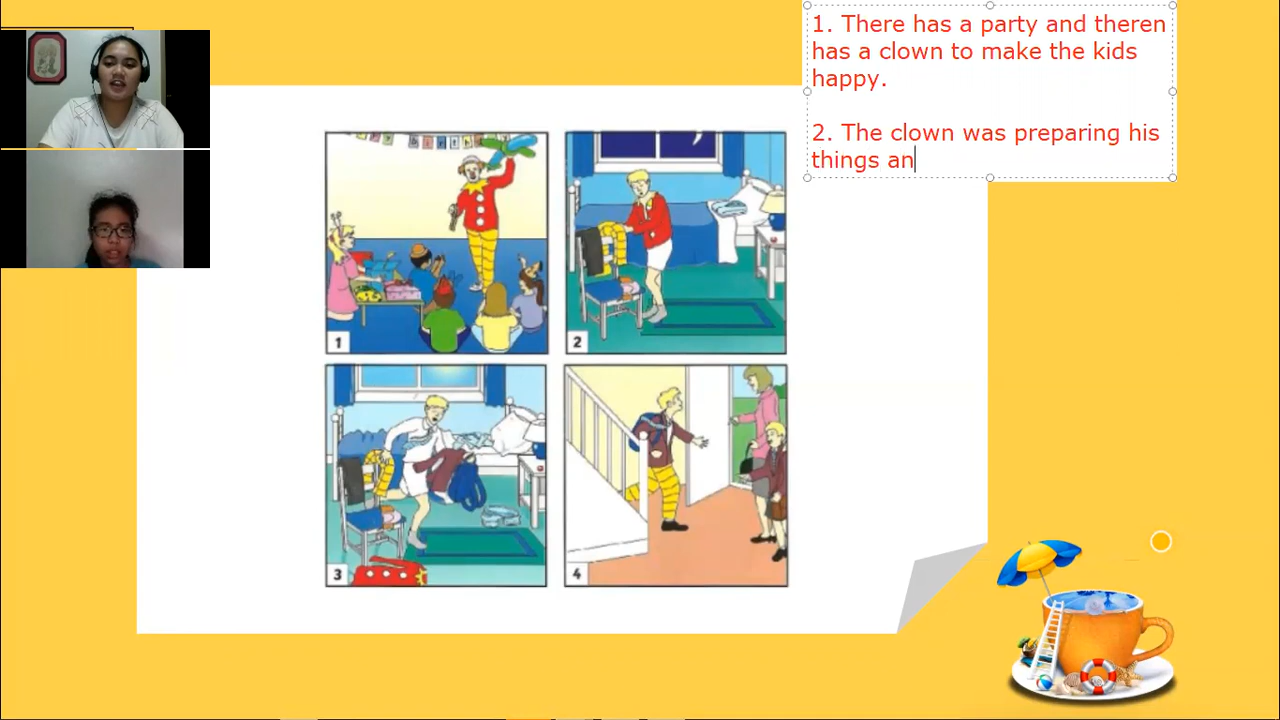 1. There has a party and theren
has a clown to make the kids
happy.
2. The clown was preparing his
things an
1
2
3
4